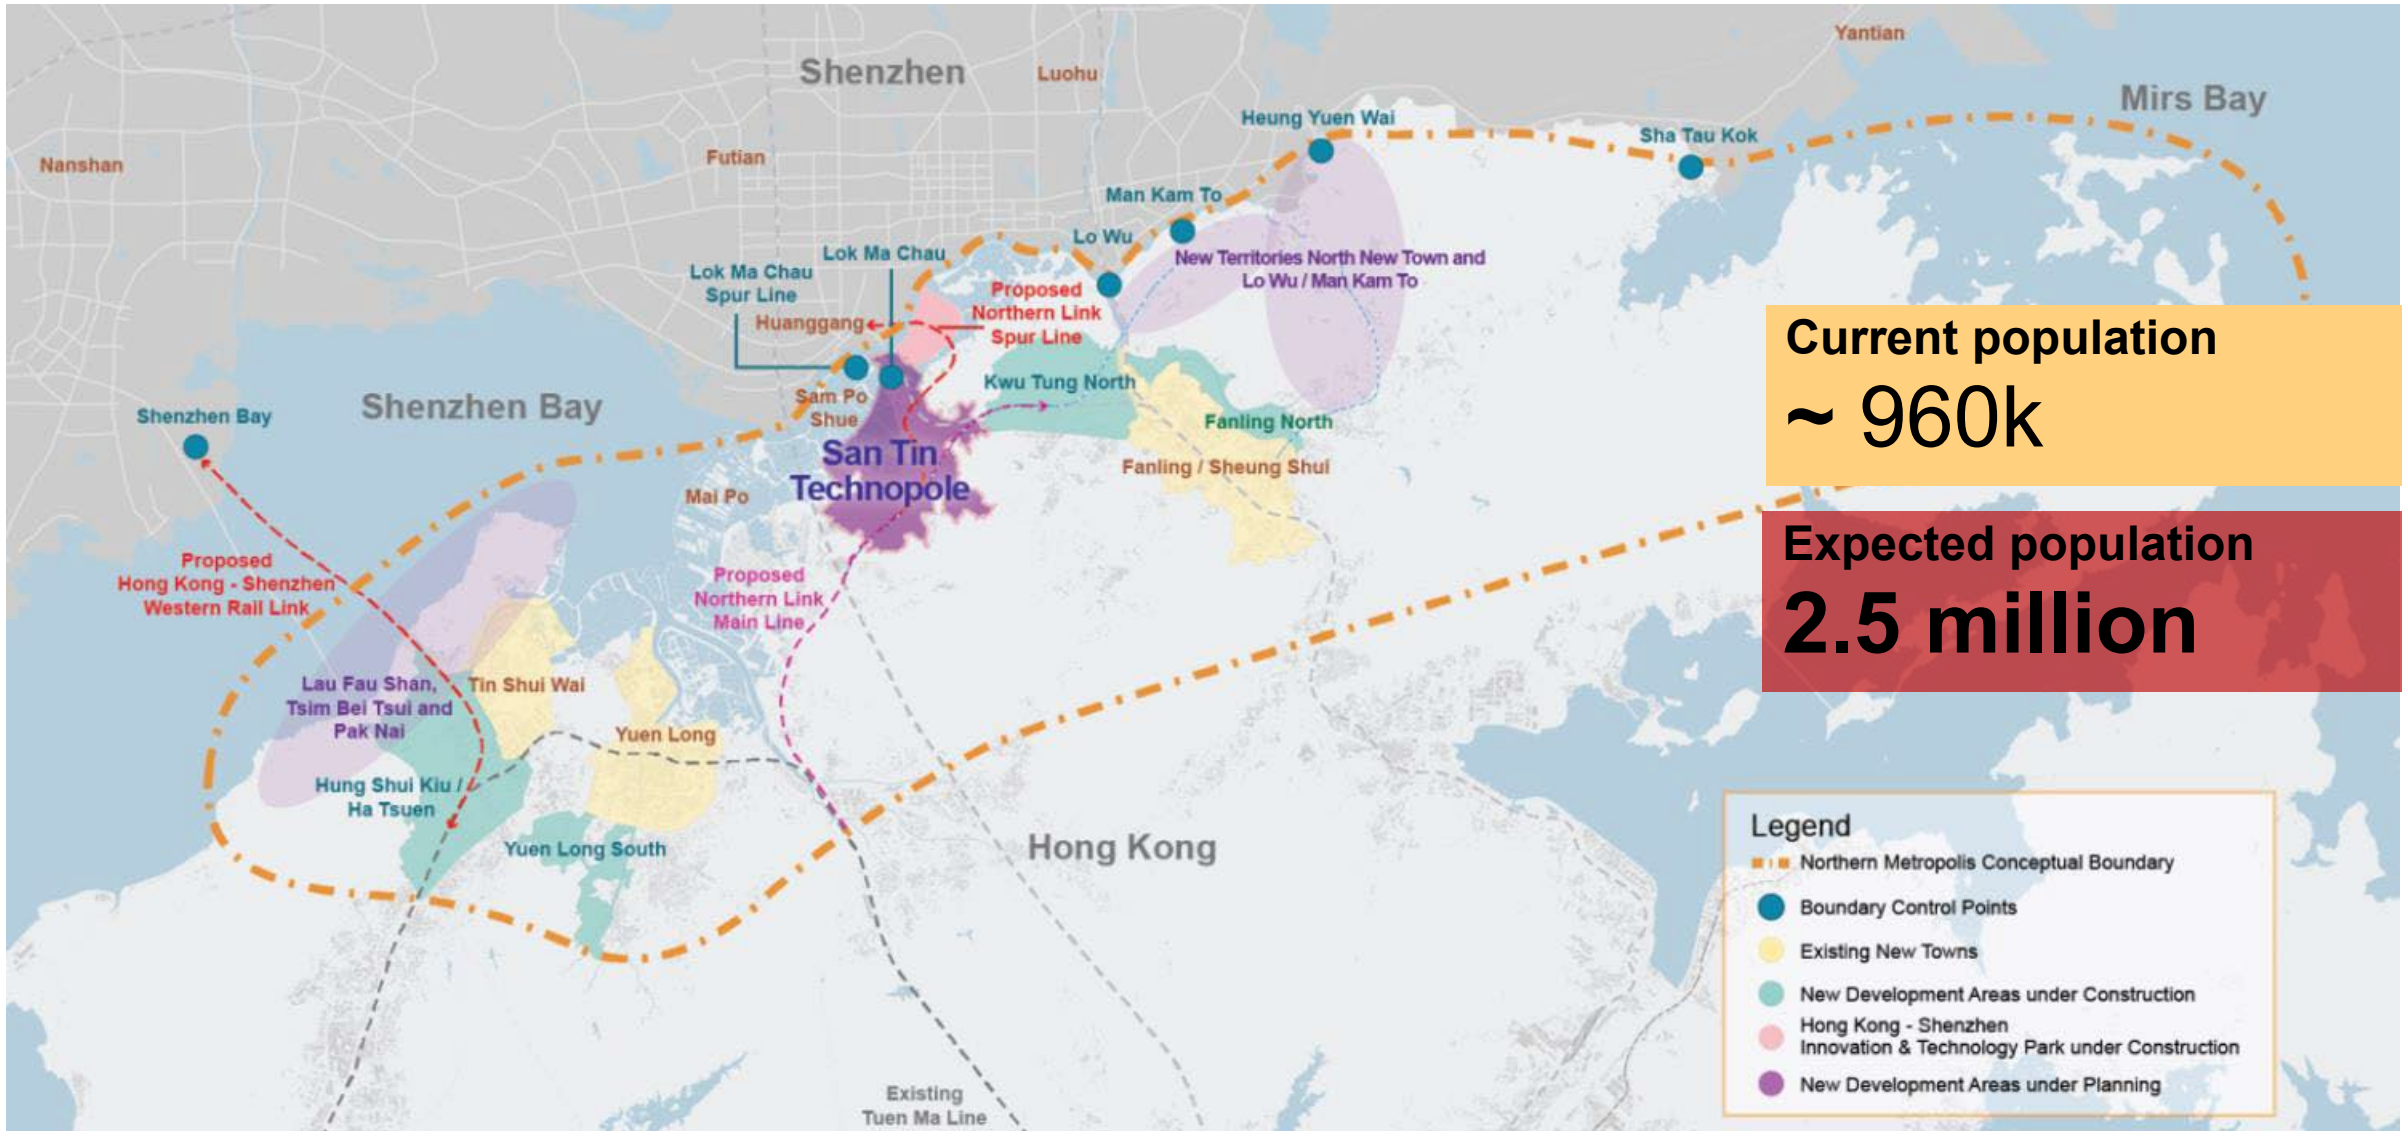 Yantian
Shenzhen
Luohu
Mirs Bay
Heung Yuen Wai
Sha Tau Kok
Nanshan
Futian
Man Kam To
Lo Wu
Lok Ma Chau
Lok Ma Chau
Spur Line
New Territories North New Town and
Lo Wu / Man Kam To
Proposed
Northern Link
Spur Line
Huanggang
Current population
~ 960k
Kwu Tung North
Sam Po
Shue
Shenzhen Bay
Shenzhen Bay
Fanling North
San Tin
Technopole
Fanling / Sheung Shui
Mai Po
Expected population
2.5 million
Proposed
Hong Kong - Shenzhen
Western Rail Link
Proposed
Northern Link
Main Line
Lau Fau Shan,
Tsim Bei Tsui and
Pak Nai
Tin Shui Wai
Yuen Long
Hung Shui Kiu /
Ha Tsuen
Yuen Long South
Hong Kong
Existing
Tuen Ma Line
Legend
Northern Metropolis Conceptual Boundary
Boundary Control Points
Existing New Towns
New Development Areas under Construction
Hong Kong - Shenzhen
Innovation & Technology Park under Construction
New Development Areas under Planning